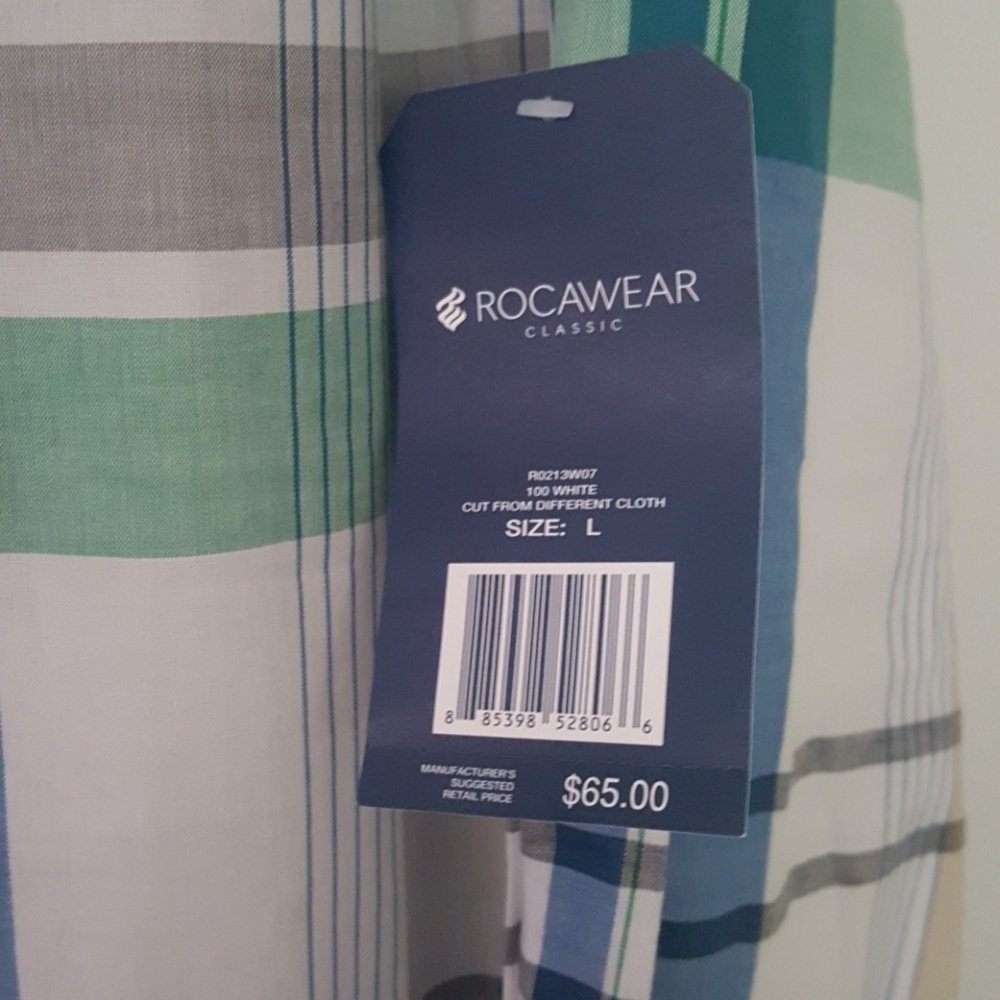 ROCAWEAR
CLASSIC
R0213W07
100 WHITE
CUT FROM DIFFERENT CLOTH
SIZE: L
8 85398 52806 6
MANUFACTURER'S
SUGGESTED
RETAIL PRICE
$65.00